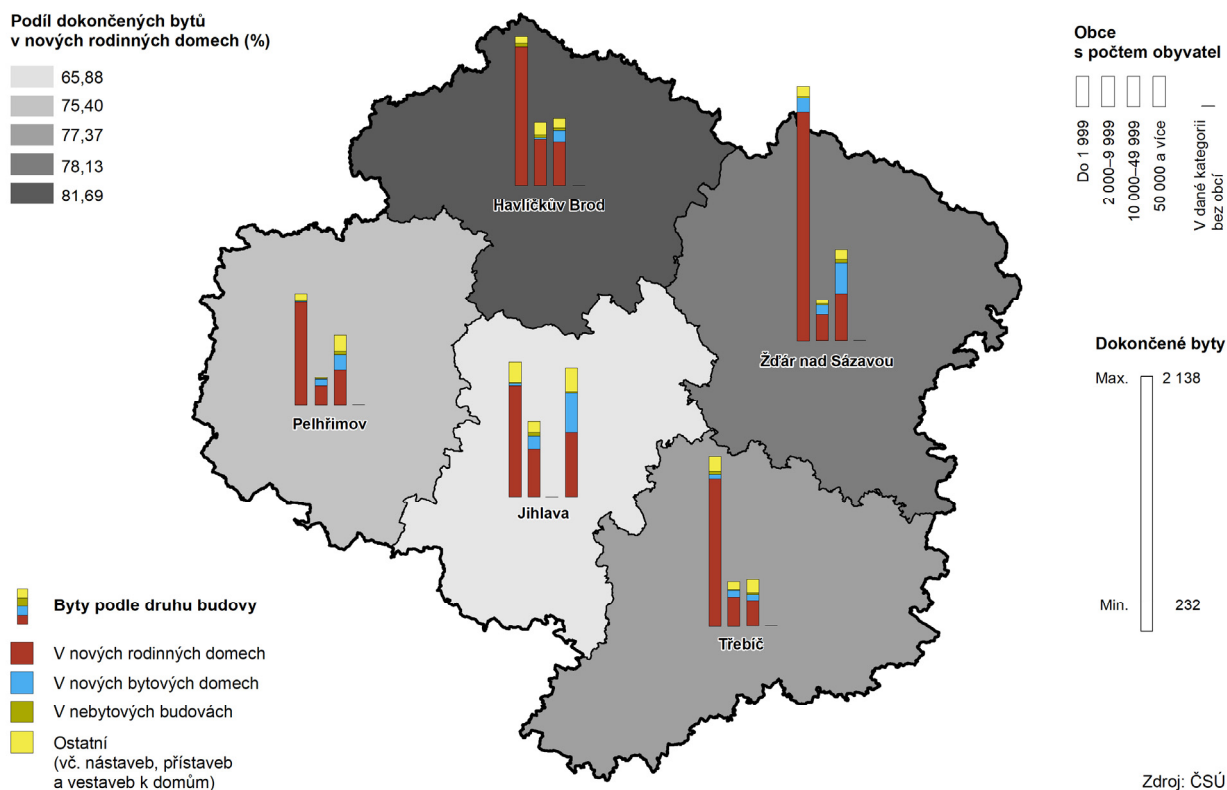 Podíl dokončených bytů
v nových rodinných domech (%)
65,88
75,40
77,37
78,13
81,69
Obce
s počtem obyvatel
Do 1 999
2 000–9 999
10 000–49 999
50 000 a více
V dané kategorii
bez obcí
Havlíčkův Brod
Žďár nad Sázavou
Pelhřimov
Jihlava
Třebíč
Dokončené byty
Max. 2 138
Min. 232
Byty podle druhu budovy
V nových rodinných domech
V nových bytových domech
V nebytových budovách
Ostatní
(vč. nástaveb, přístaveb
a vestaveb k domům)
Zdroj: ČSÚ